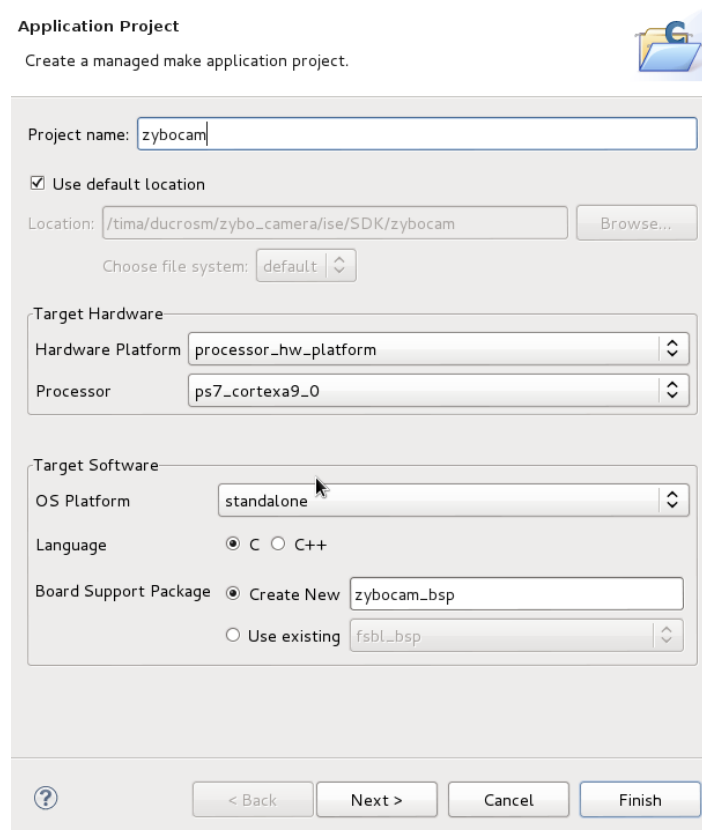 Application Project
Create a managed make application project.
Project name: zybocam
Use default location
Location: /tima/ducrosm/zybo_camera/ise/SDK/zybocam Browse...
Choose file system: default
Target Hardware
Hardware Platform processor_hw_platform
Processor ps7_cortexa9_0
Target Software
OS Platform standalone
Language C C++
Board Support Package Create New zybocam_bsp
Use existing fsbl_bsp
? < Back Next > Cancel Finish